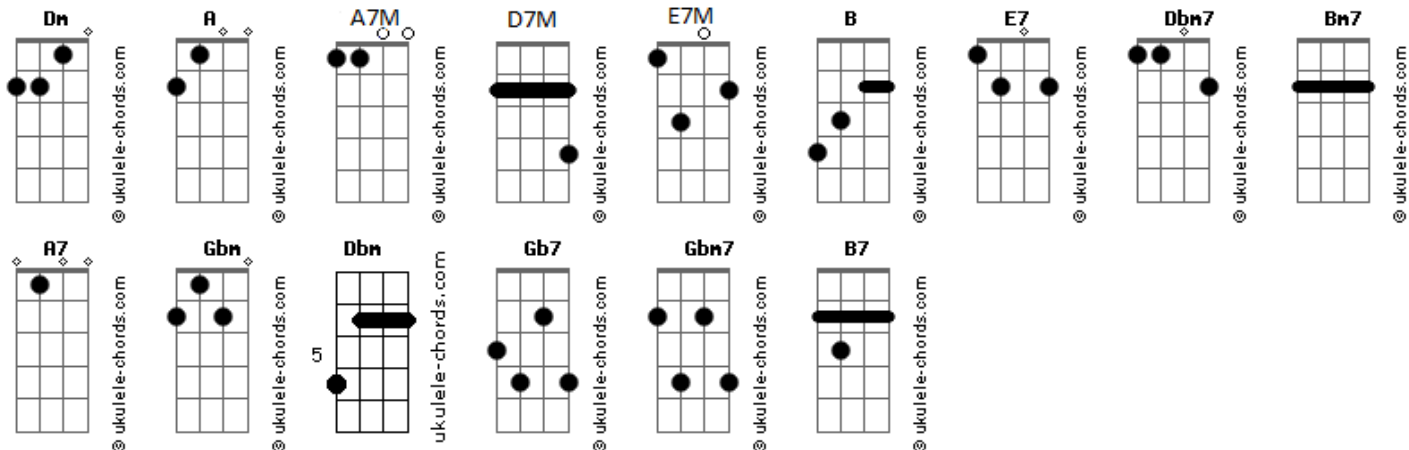 Dm A A7M D7M E7M B E7 Dbm7 Bm7
@ ukulele-chords.com @ ukulele-chords.com @ ukulele-chords.com @ ukulele-chords.com @ ukulele-chords.com @ ukulele-chords.com @ ukulele-chords.com @ ukulele-chords.com @ ukulele-chords.com
A7 Gbm Dbm Gb7 Gbm7 B7
5
@ ukulele-chords.com @ ukulele-chords.com ukulele-chords.com @ ukulele-chords.com @ ukulele-chords.com @ ukulele-chords.com